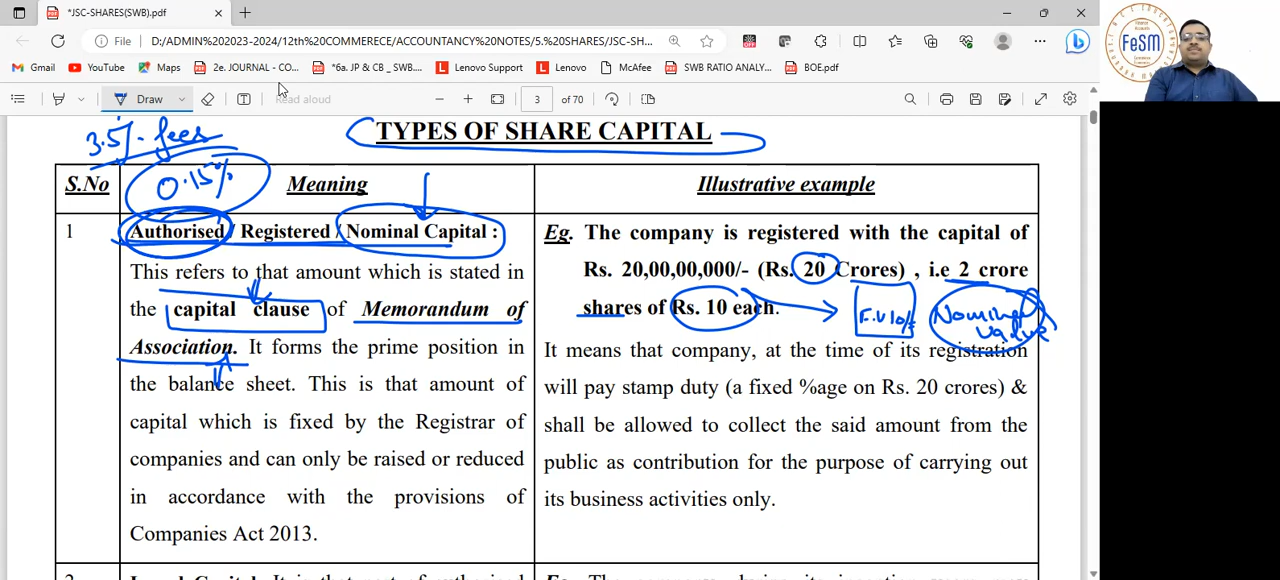 *JSC-SHARES(SWB).pdf
File D:/ADMIN%202023-2024/12th%20COMMERECE/ACCOUNTANCY%20NOTES/5.%20SHARES/JSC-SH...
Gmail YouTube Maps 2e. JOURNAL - CO... *6a. JP & CB _ SWB.... Lenovo Support Lenovo McAfee SWB RATIO ANALY... BOE.pdf
Draw Read aloud 3 of 70
3.5% fees
TYPES OF SHARE CAPITAL
0.15%
S.No Meaning Illustrative example
1
Authorised / Registered / Nominal Capital :
This refers to that amount which is stated in
the capital clause of Memorandum of
Association. It forms the prime position in
the balance sheet. This is that amount of
capital which is fixed by the Registrar of
companies and can only be raised or reduced
in accordance with the provisions of
Companies Act 2013.
Eg. The company is registered with the capital of
Rs. 20,00,00,000/- (Rs. 20 Crores) , i.e 2 crore
shares of Rs. 10 each.
F.V 10/-
Nominal
Value
It means that company, at the time of its registration
will pay stamp duty (a fixed %age on Rs. 20 crores) &
shall be allowed to collect the said amount from the
public as contribution for the purpose of carrying out
its business activities only.
FeSM